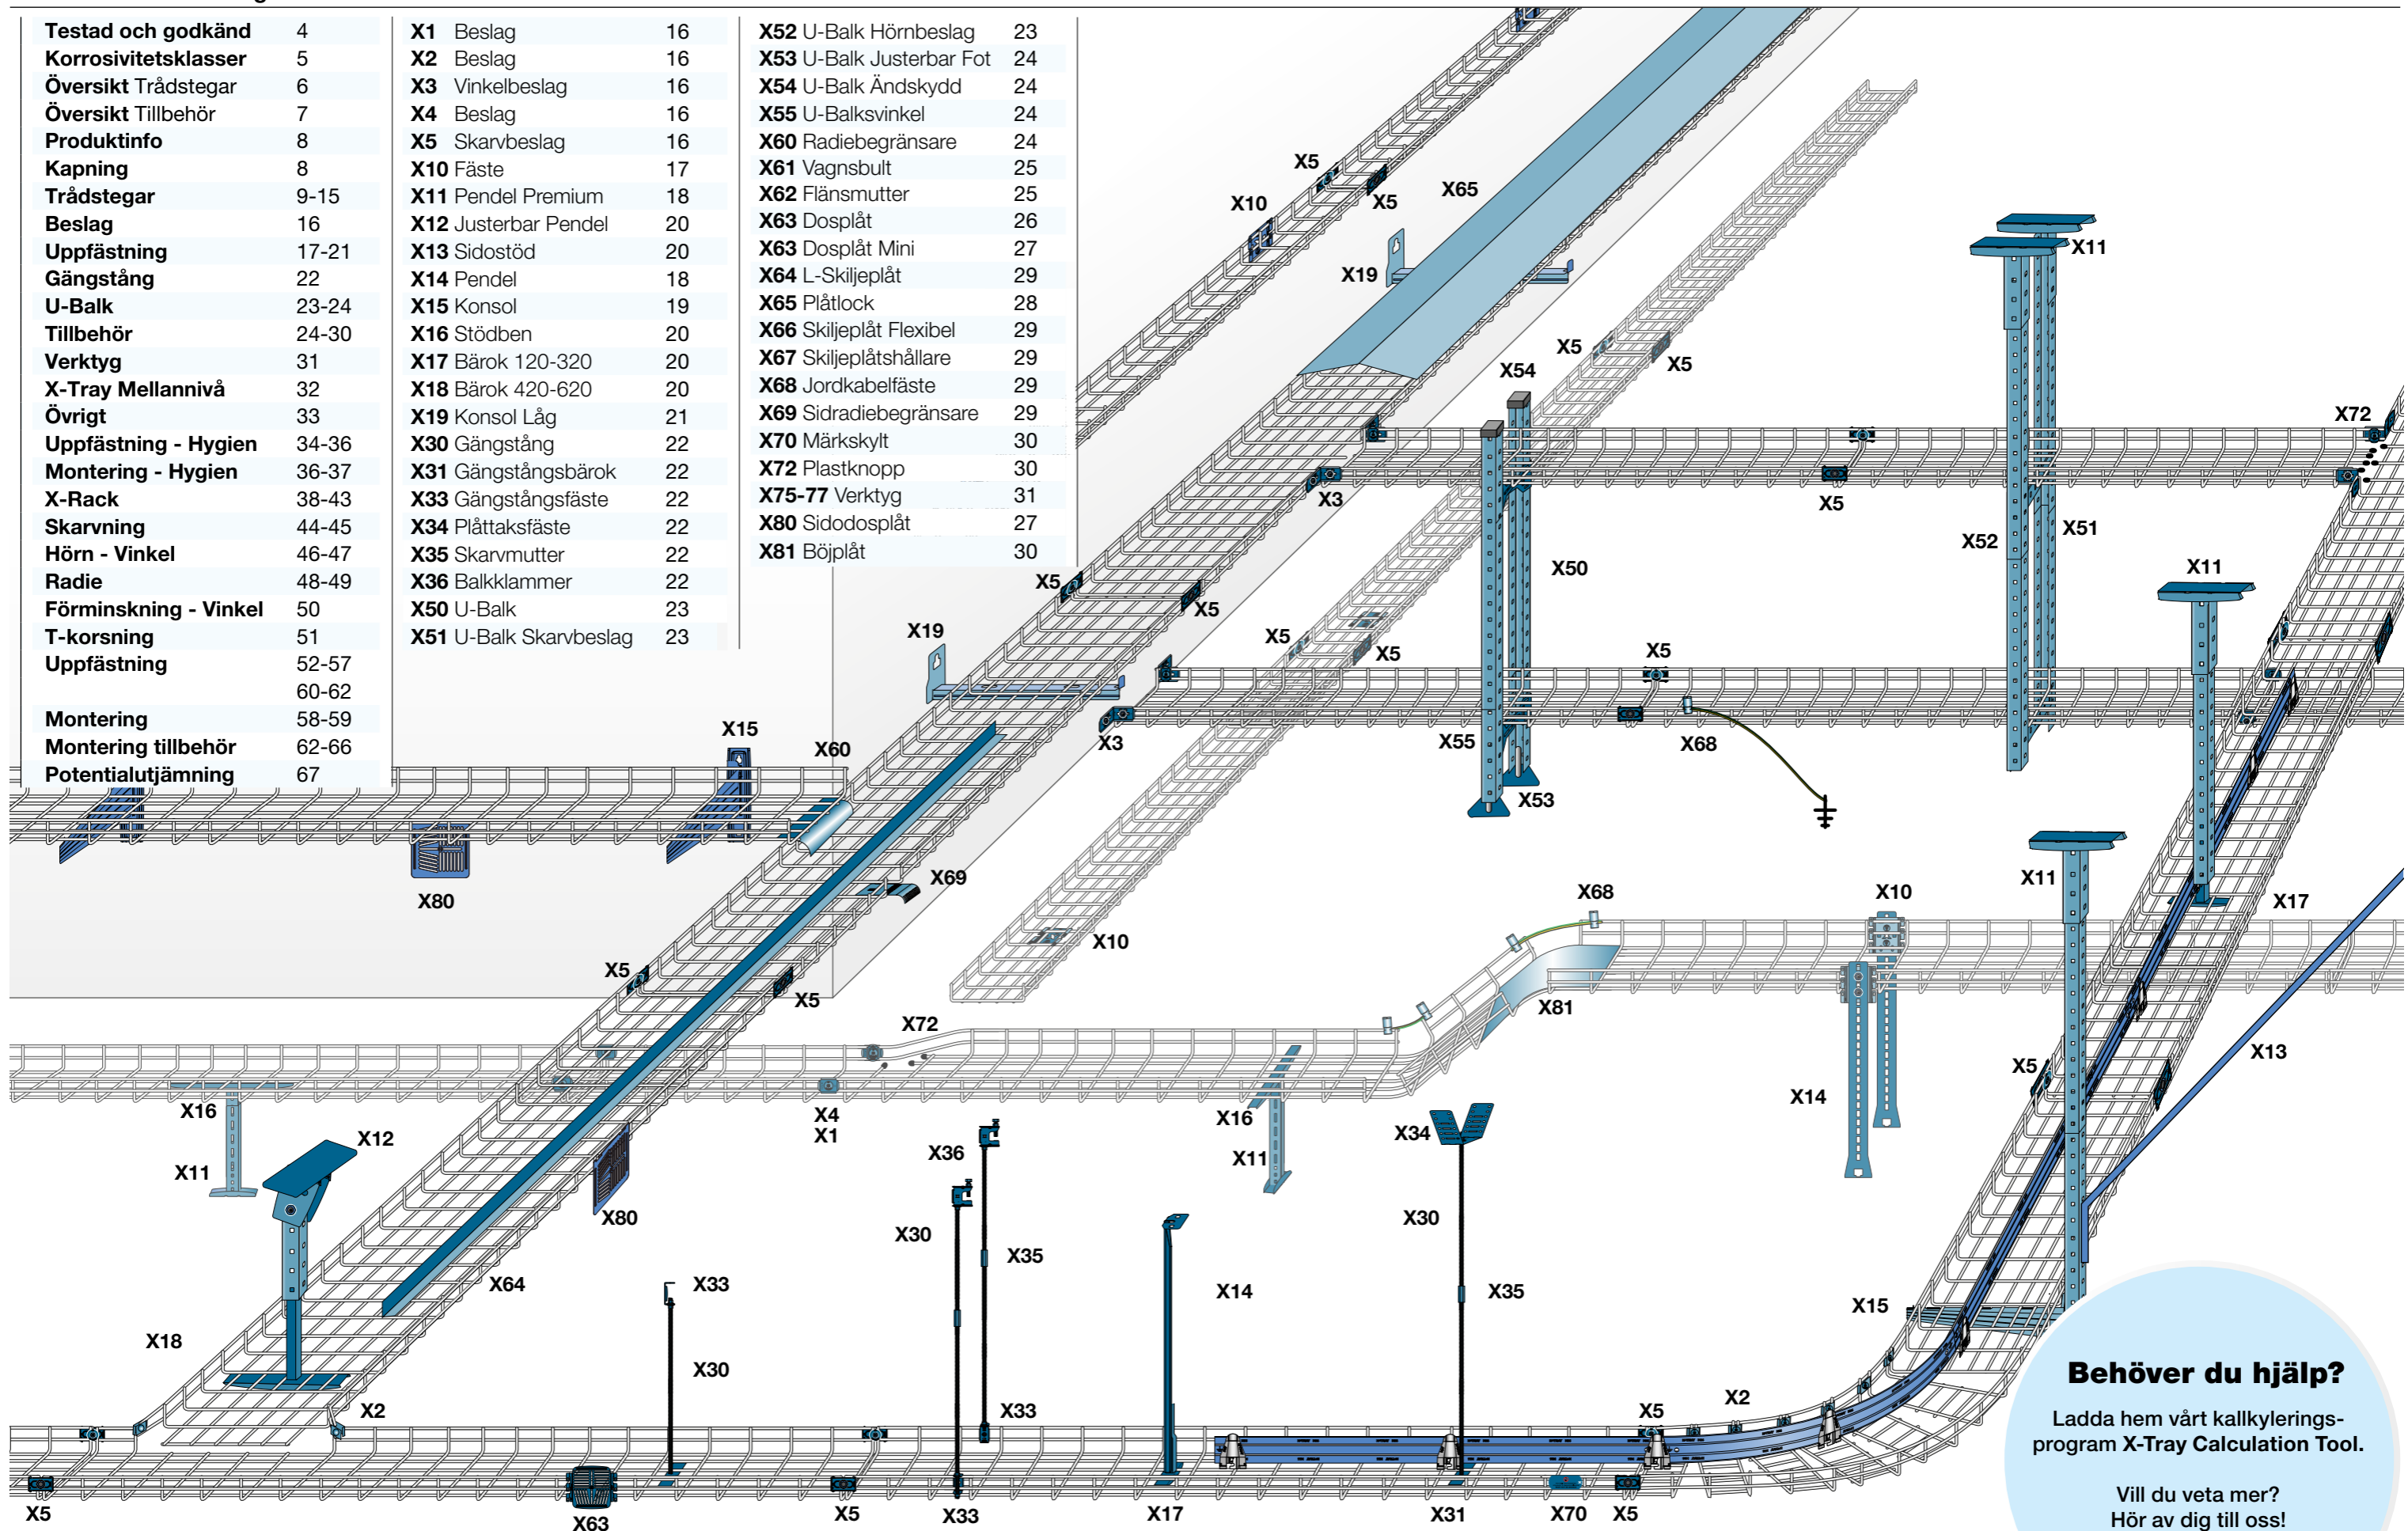 Testad och godkänd 4
Korrosivitetsklasser 5
Översikt Trådstegar 6
Översikt Tillbehör 7
Produktinfo 8
Kapning 8
Trådstegar 9-15
Beslag 16
Uppfästning 17-21
Gängstång 22
U-Balk 23-24
Tillbehör 24-30
Verktyg 31
X-Tray Mellannivå 32
Övrigt 33
Uppfästning - Hygien 34-36
Montering - Hygien 36-37
X-Rack 38-43
Skarvning 44-45
Hörn - Vinkel 46-47
Radie 48-49
Förminskning - Vinkel 50
T-korsning 51
Uppfästning 52-57
60-62
Montering 58-59
Montering tillbehör 62-66
Potentialutjämning 67
X1 Beslag 16
X2 Beslag 16
X3 Vinkelbeslag 16
X4 Beslag 16
X5 Skarvbeslag 16
X10 Fäste 17
X11 Pendel Premium 18
X12 Justerbar Pendel 20
X13 Sidostöd 20
X14 Pendel 18
X15 Konsol 19
X16 Stödben 20
X17 Bärok 120-320 20
X18 Bärok 420-620 20
X19 Konsol Låg 21
X30 Gängstång 22
X31 Gängstångsbärok 22
X33 Gängstångsfäste 22
X34 Plåttaksfäste 22
X35 Skarvmutter 22
X36 Balkklammer 22
X50 U-Balk 23
X51 U-Balk Skarvbeslag 23
X52 U-Balk Hörnbeslag 23
X53 U-Balk Justerbar Fot 24
X54 U-Balk Ändskydd 24
X55 U-Balksvinkel 24
X60 Radiebegränsare 24
X61 Vagnsbult 25
X62 Flänsmutter 25
X63 Dosplåt 26
X63 Dosplåt Mini 27
X64 L-Skiljeplåt 29
X65 Plåtlock 28
X66 Skiljeplåt Flexibel 29
X67 Skiljeplåtshållare 29
X68 Jordkabelfäste 29
X69 Sidradiebegränsare 29
X70 Märkskylt 30
X72 Plastknopp 30
X75-77 Verktyg 31
X80 Sidodosplåt 27
X81 Böjplåt 30
X5
X65
X5
X10
X11
X19
X5
X5
X54
X72
X3
X5
X52
X51
X50
X11
X5
X5
X19
X5
X5
X5
X15
X60
X3
X55
X68
X53
X11
X80
X69
X68
X10
X17
X10
X5
X5
X81
X72
X13
X5
X14
X16
X4
X1
X16
X34
X12
X36
X11
X11
X80
X30
X30
X35
X64
X33
X14
X35
X15
X18
X30
X2
X33
X5
X2
X5
X63
X5
X33
X17
X31
X70
X5
Behöver du hjälp?
Ladda hem vårt kallkylerings-
program X-Tray Calculation Tool.
Vill du veta mer?
Hör av dig till oss!